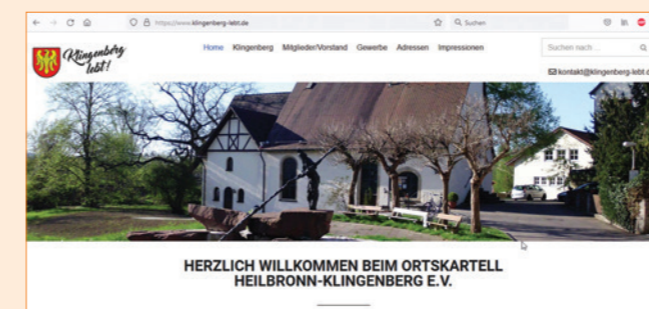 https://www.klingenberg-lebt.de
Suchen
Klingenberg
lebt!
Home Klingenberg Mitglieder/Vorstand Gewerbe Adressen Impressionen
Suchen nach ...
kontakt@klingenberg-lebt.d
HERZLICH WILLKOMMEN BEIM ORTSKARTELL
HEILBRONN-KLINGENBERG E.V.